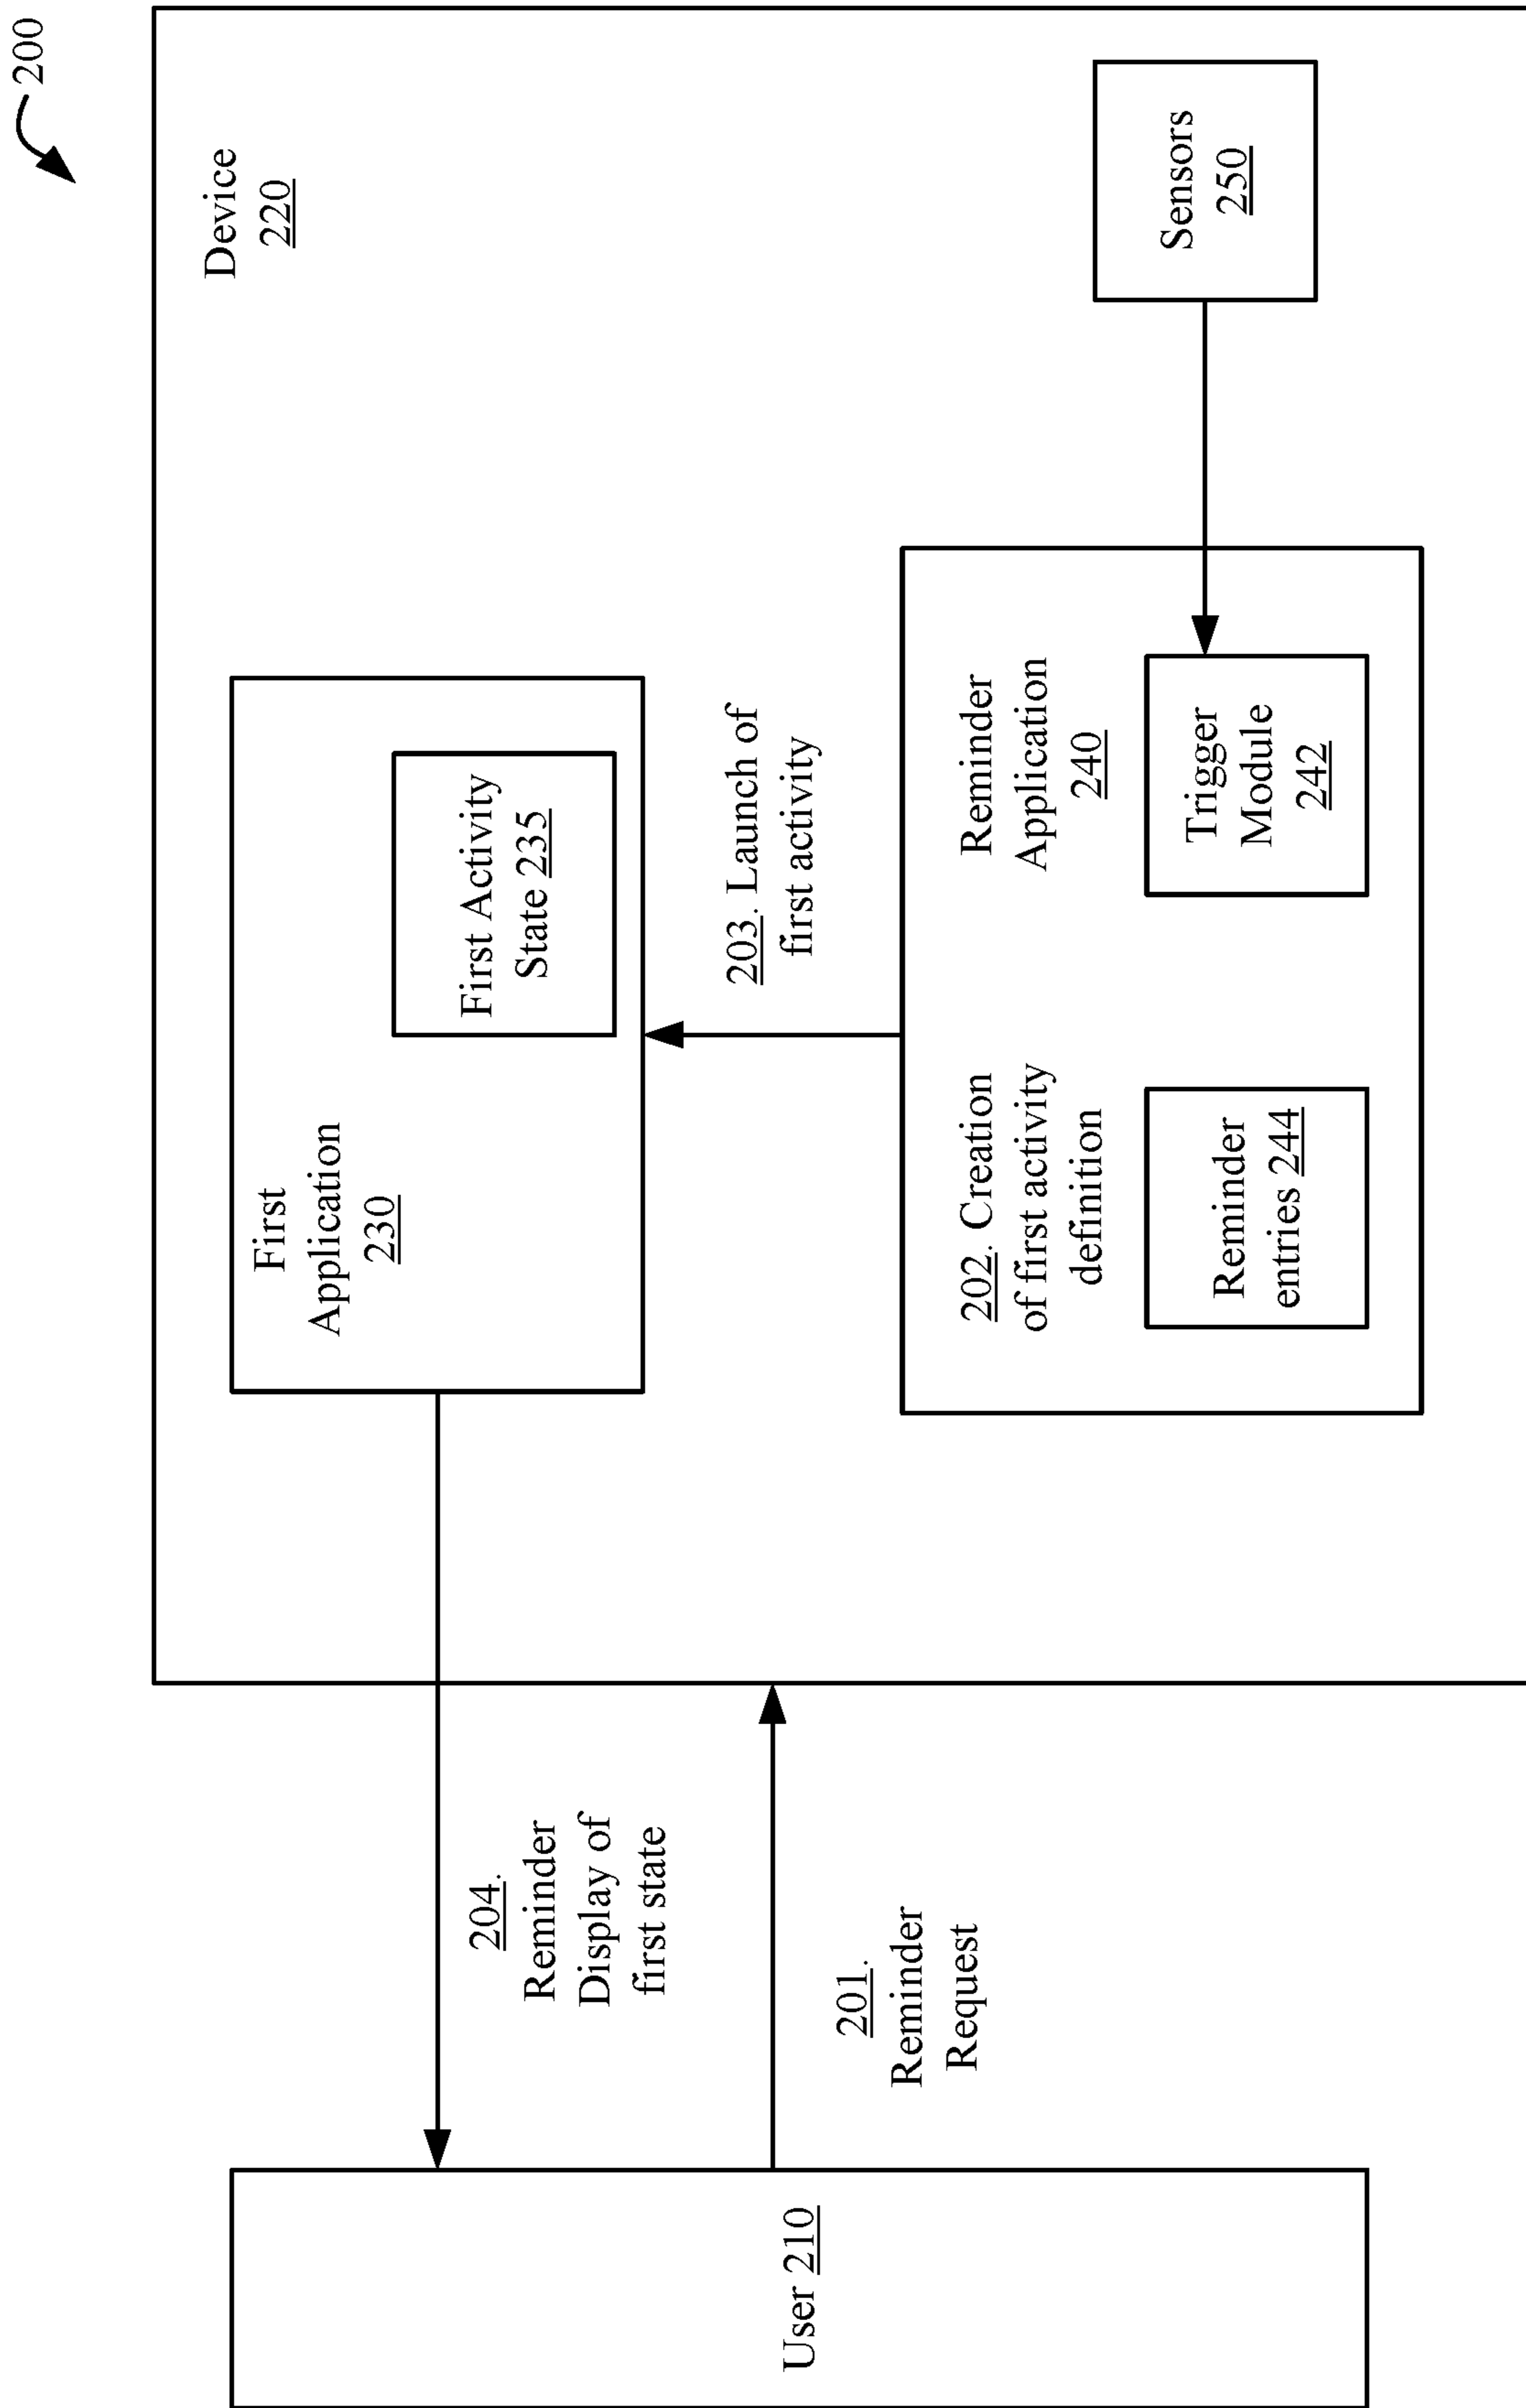 200
Device
220
First
Application
230
First Activity
State 235
204.
Reminder
Display of
first state
203. Launch of
first activity
User 210
201.
Reminder
Request
202. Creation
of first activity
definition
Reminder
Application
240
Reminder
entries 244
Trigger
Module
242
Sensors
250